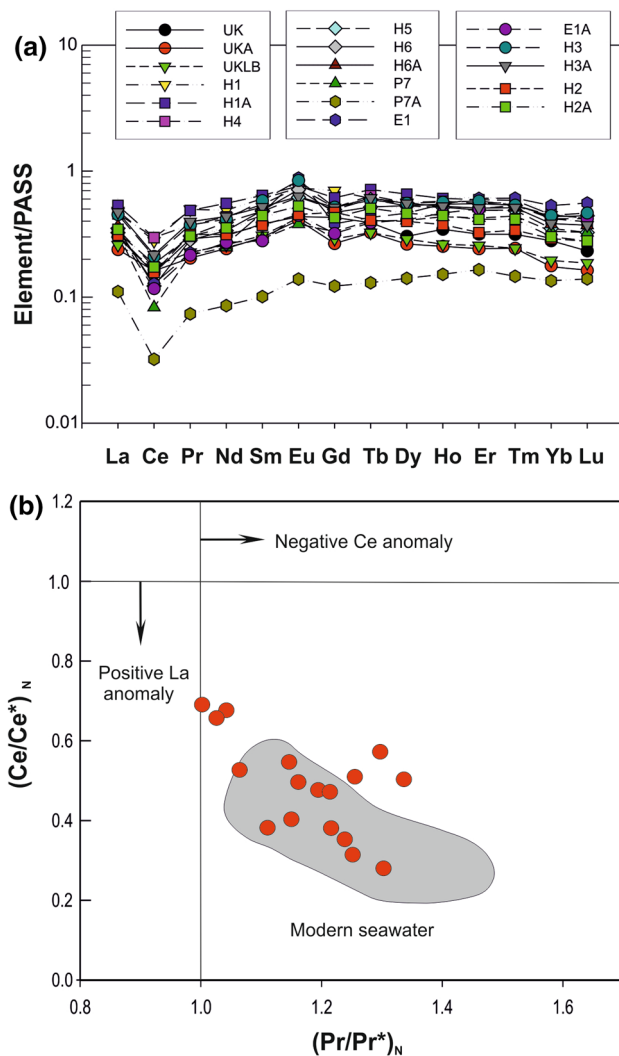 (a)
10
1
0.1
0.01
Element/PASS
UK
UKA
UKLB
H1
H1A
H4
H5
H6
H6A
P7
P7A
E1
E1A
H3
H3A
H2
H2A
La Ce Pr Nd Sm Eu Gd Tb Dy Ho Er Tm Yb Lu
(b)
1.2
1.0
0.8
0.6
0.4
0.2
0.0
(Ce/Ce*)N
Negative Ce anomaly
Positive La
anomaly
Modern seawater
0.8 1.0 1.2 1.4 1.6
(Pr/Pr*)N